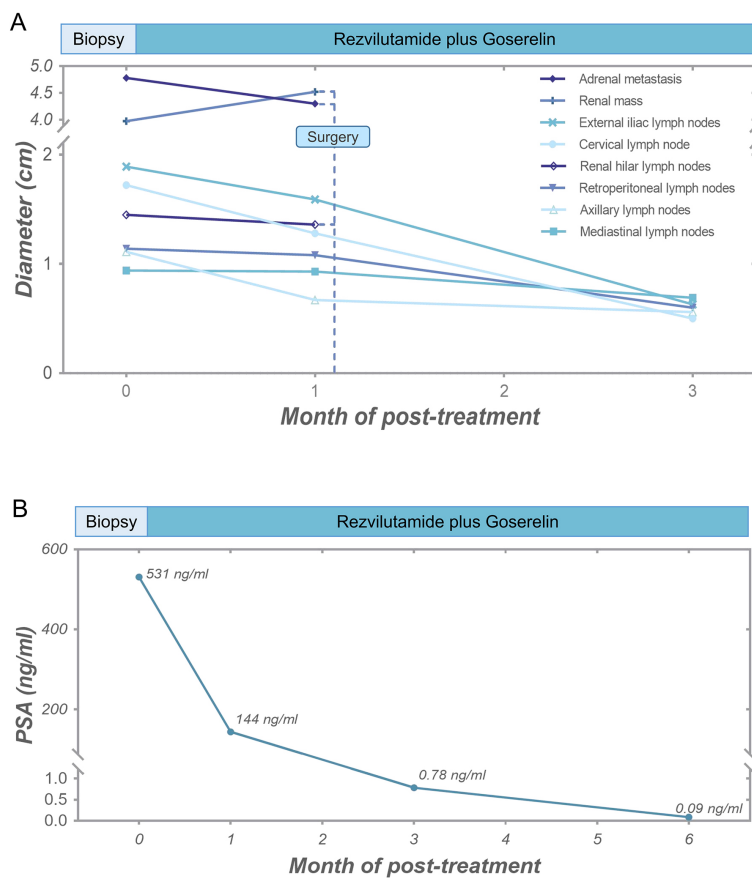 A
Biopsy
Rezvilutamide plus Goserelin
5.0
4.5
4.0
2
1
0
Diameter (cm)
Adrenal metastasis
Renal mass
External iliac lymph nodes
Cervical lymph node
Renal hilar lymph nodes
Retroperitoneal lymph nodes
Axillary lymph nodes
Mediastinal lymph nodes
Surgery
0
1
2
3
Month of post-treatment
B
Biopsy
Rezvilutamide plus Goserelin
600
400
200
1.0
0.5
0.0
PSA (ng/ml)
531 ng/ml
144 ng/ml
0.78 ng/ml
0.09 ng/ml
0
1
2
3
4
5
6
Month of post-treatment